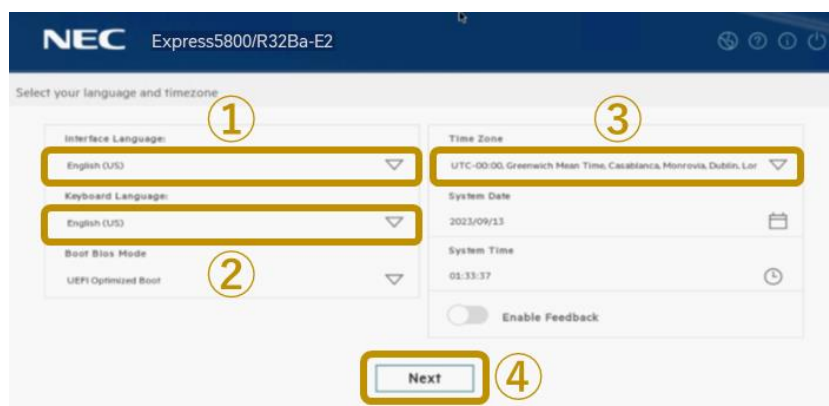 NEC Express5800/R32Ba-E2
Select your language and timezone
①
Interface Language:
English (US)
Keyboard Language:
English (US)
②
Boot Bios Mode
UEFI Optimized Boot
③
Time Zone
UTC-00:00, Greenwich Mean Time, Casablanca, Monrovia, Dublin, Lor
System Date
2023/09/13
System Time
01:33:37
Enable Feedback
Next ④